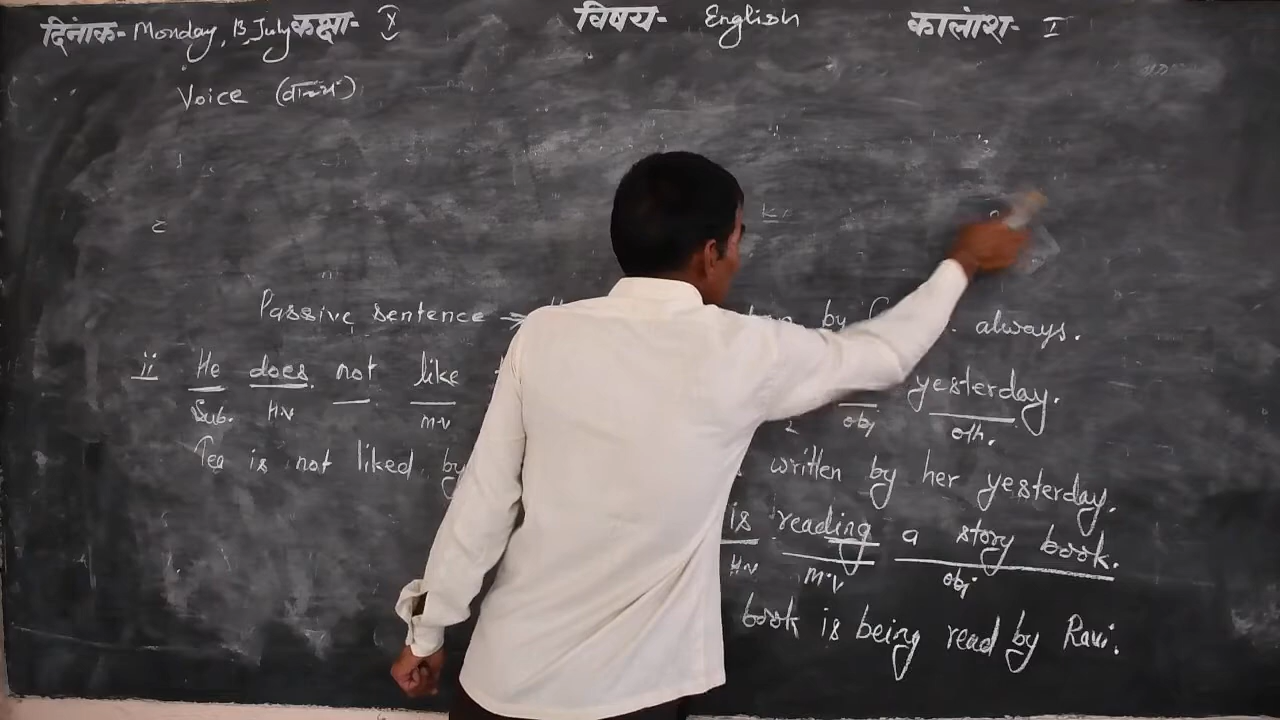 दिनांक- Monday, 13, July कक्षा- X विषय- English कालांश- I
Voice (वाच्य)
Passive sentence → by always.
ii He does not like yesterday.
Sub. H.V M.V 2 obj oth.
Tea is not liked by written by her yesterday.
is reading a story book.
H.V M.V obj
book is being read by Ravi.